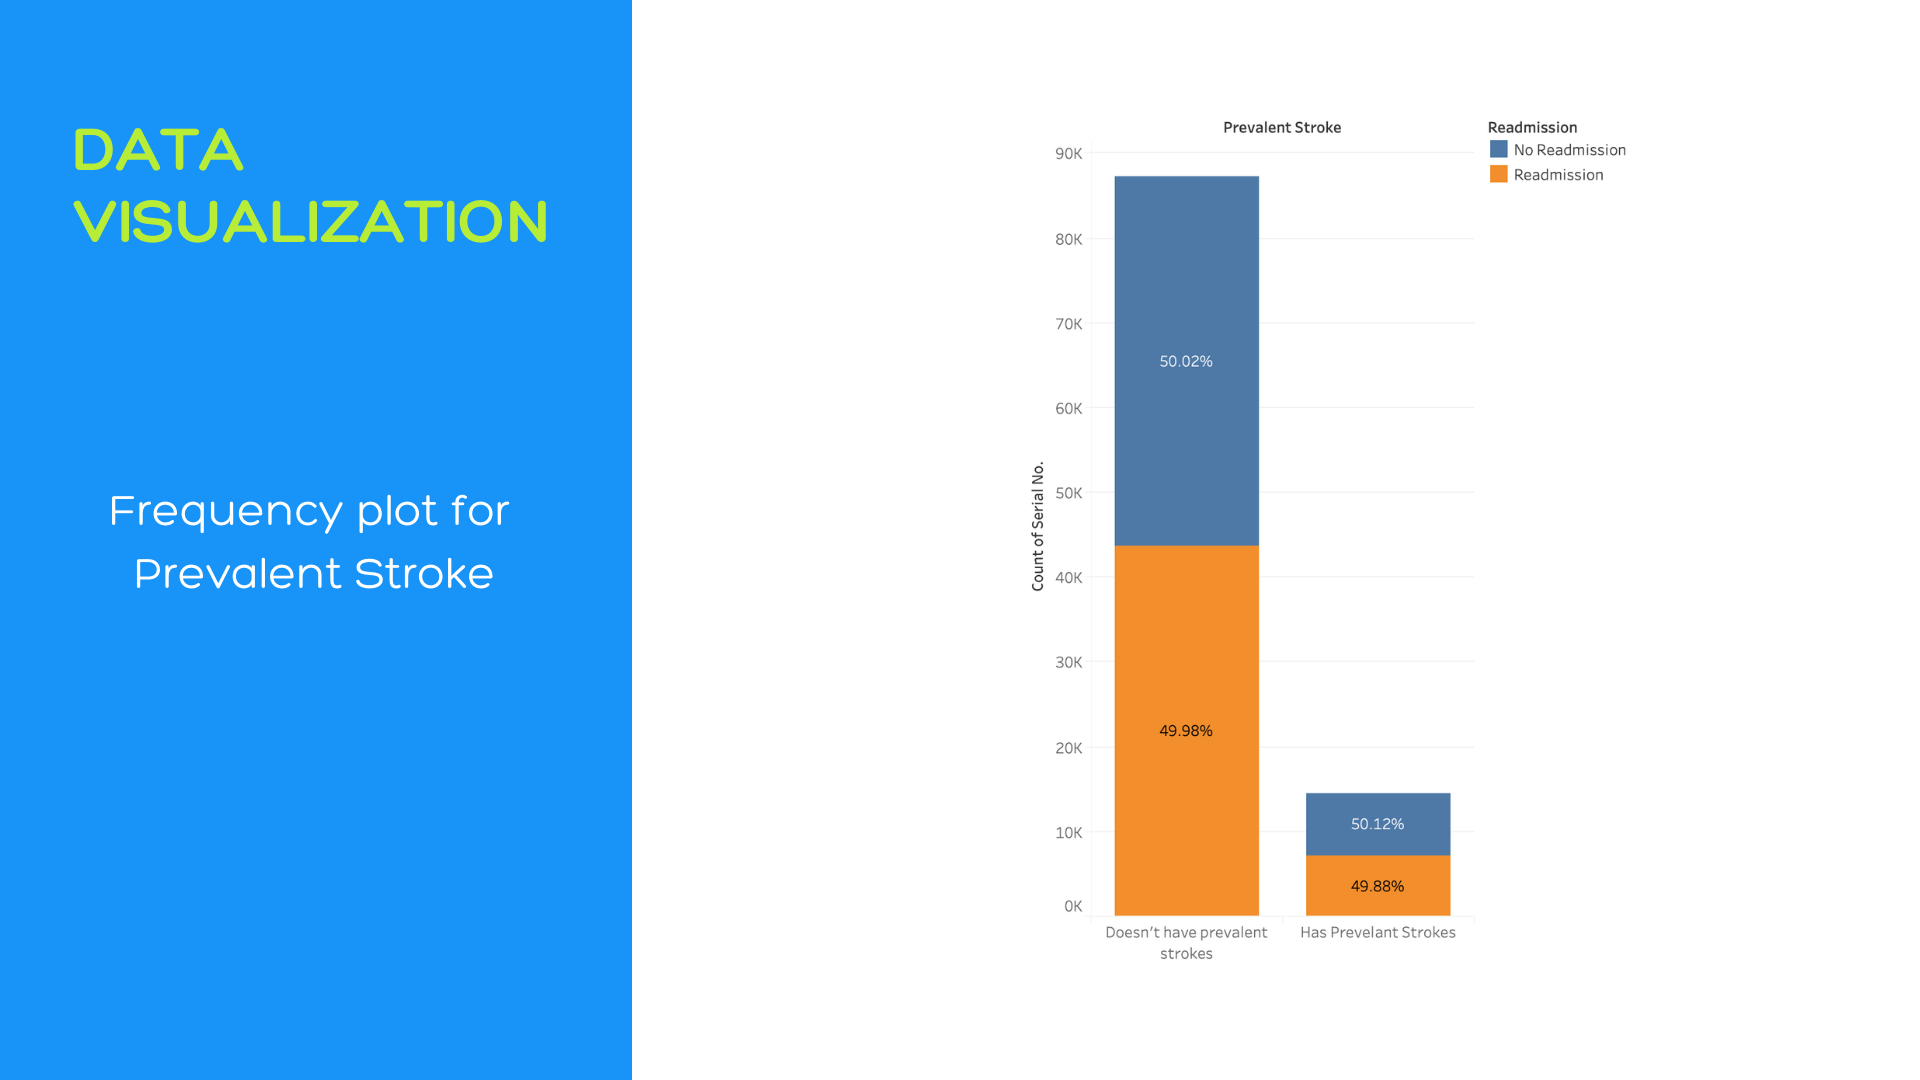 DATA
VISUALIZATION
Frequency plot for
Prevalent Stroke
Prevalent Stroke
Readmission
No Readmission
Readmission
Count of Serial No.
90K
80K
70K
60K
50K
40K
30K
20K
10K
0K
50.02%
49.98%
50.12%
49.88%
Doesn't have prevalent
strokes
Has Prevelant Strokes